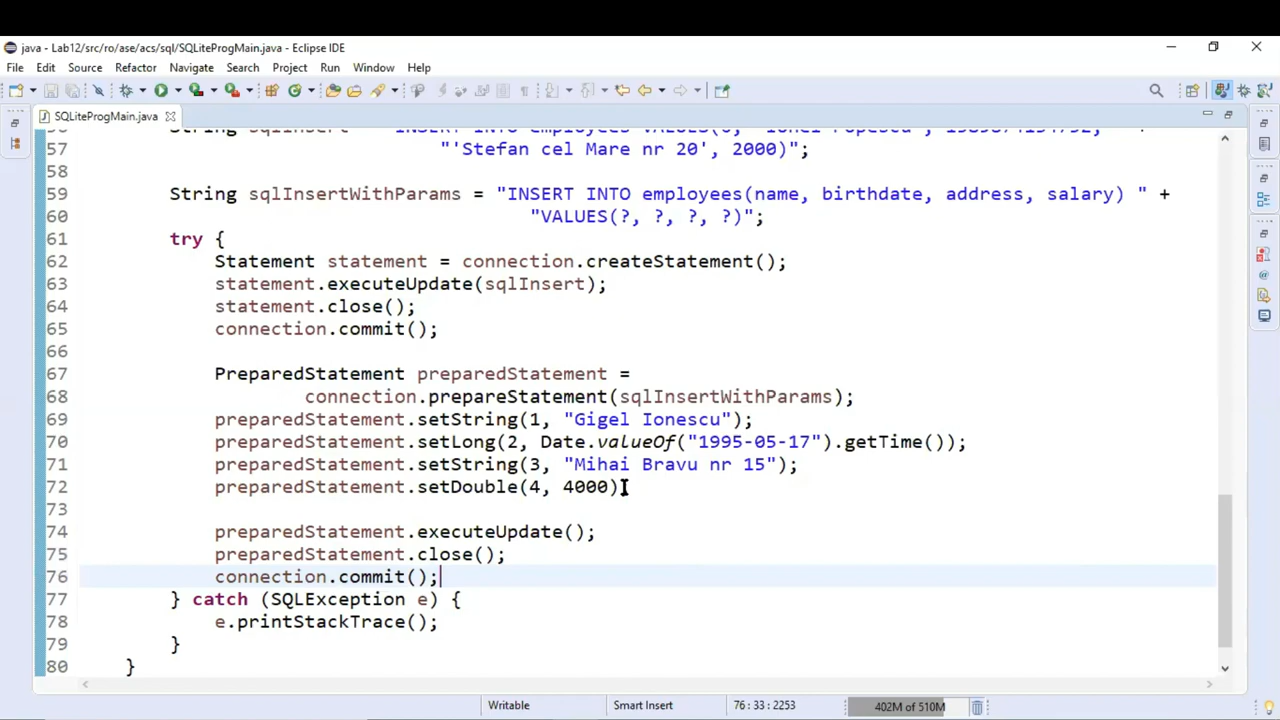 java - Lab12/src/ro/ase/acs/sql/SQLiteProgMain.java - Eclipse IDE
File Edit Source Refactor Navigate Search Project Run Window Help
SQLiteProgMain.java
57 "'Stefan cel Mare nr 20', 2000)";
58
59 String sqlInsertWithParams = "INSERT INTO employees(name, birthdate, address, salary) " +
60 "VALUES(?, ?, ?, ?)";
61 try {
62 Statement statement = connection.createStatement();
63 statement.executeUpdate(sqlInsert);
64 statement.close();
65 connection.commit();
66
67 PreparedStatement preparedStatement =
68 connection.prepareStatement(sqlInsertWithParams);
69 preparedStatement.setString(1, "Gigel Ionescu");
70 preparedStatement.setLong(2, Date.valueOf("1995-05-17").getTime());
71 preparedStatement.setString(3, "Mihai Bravu nr 15");
72 preparedStatement.setDouble(4, 4000)
73
74 preparedStatement.executeUpdate();
75 preparedStatement.close();
76 connection.commit();
77 } catch (SQLException e) {
78 e.printStackTrace();
79 }
80 }
Writable Smart Insert 76 : 33 : 2253 402M of 510M